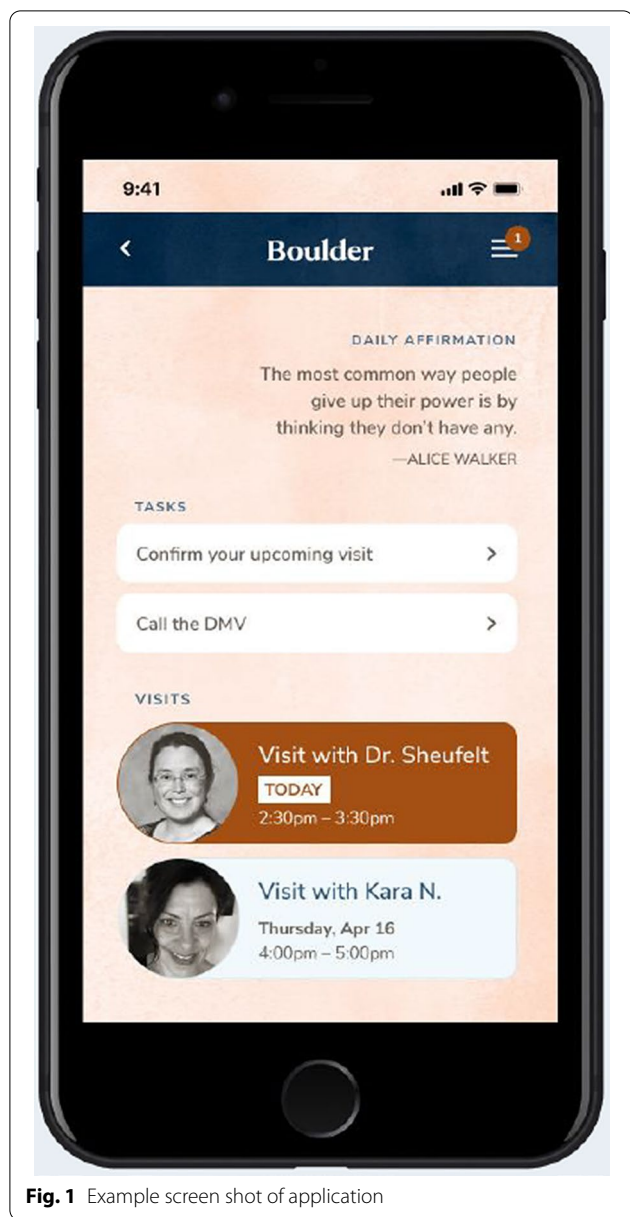 9:41
Boulder
1
DAILY AFFIRMATION
The most common way people
give up their power is by
thinking they don't have any.
—ALICE WALKER
TASKS
Confirm your upcoming visit
Call the DMV
VISITS
Visit with Dr. Sheufelt
TODAY
2:30pm – 3:30pm
Visit with Kara N.
Thursday, Apr 16
4:00pm – 5:00pm
Fig. 1 Example screen shot of application